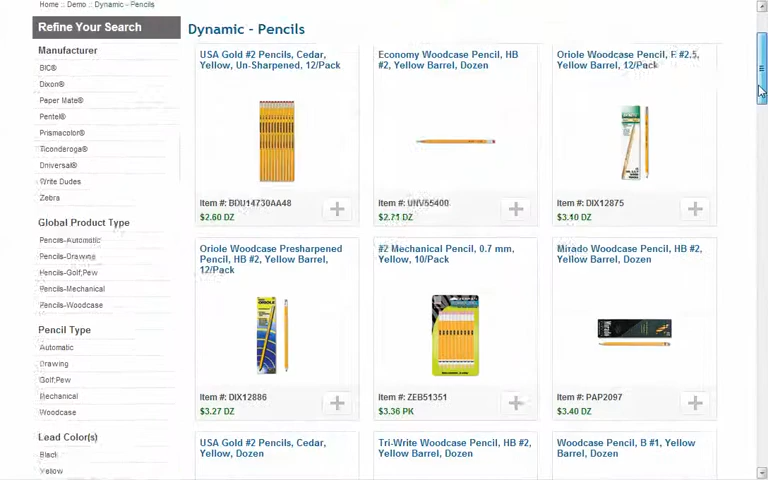 Home :: Demo :: Dynamic - Pencils
Refine Your Search
Manufacturer
BIC®
Dixon®
Paper Mate®
Pentel®
Prismacolor®
Ticonderoga®
Universal®
Write Dudes
Zebra
Global Product Type
Pencils-Automatic
Pencils-Drawing
Pencils-Golf,Pew
Pencils-Mechanical
Pencils-Woodcase
Pencil Type
Automatic
Drawing
Golf,Pew
Mechanical
Woodcase
Lead Color(s)
Black
Yellow
Dynamic - Pencils
USA Gold #2 Pencils, Cedar,
Yellow, Un-Sharpened, 12/Pack
Item #: BDU14730AA48
$2.60 DZ
Economy Woodcase Pencil, HB
#2, Yellow Barrel, Dozen
Item #: UNV55400
$2.71 DZ
Oriole Woodcase Pencil, F #2.5,
Yellow Barrel, 12/Pack
Item #: DIX12875
$3.10 DZ
Oriole Woodcase Presharpened
Pencil, HB #2, Yellow Barrel,
12/Pack
Item #: DIX12886
$3.27 DZ
#2 Mechanical Pencil, 0.7 mm,
Yellow, 10/Pack
Item #: ZEB51351
$3.36 PK
Mirado Woodcase Pencil, HB #2,
Yellow Barrel, Dozen
Item #: PAP2097
$3.40 DZ
USA Gold #2 Pencils, Cedar,
Yellow, Dozen
Tri-Write Woodcase Pencil, HB #2,
Yellow Barrel, Dozen
Woodcase Pencil, B #1, Yellow
Barrel, Dozen